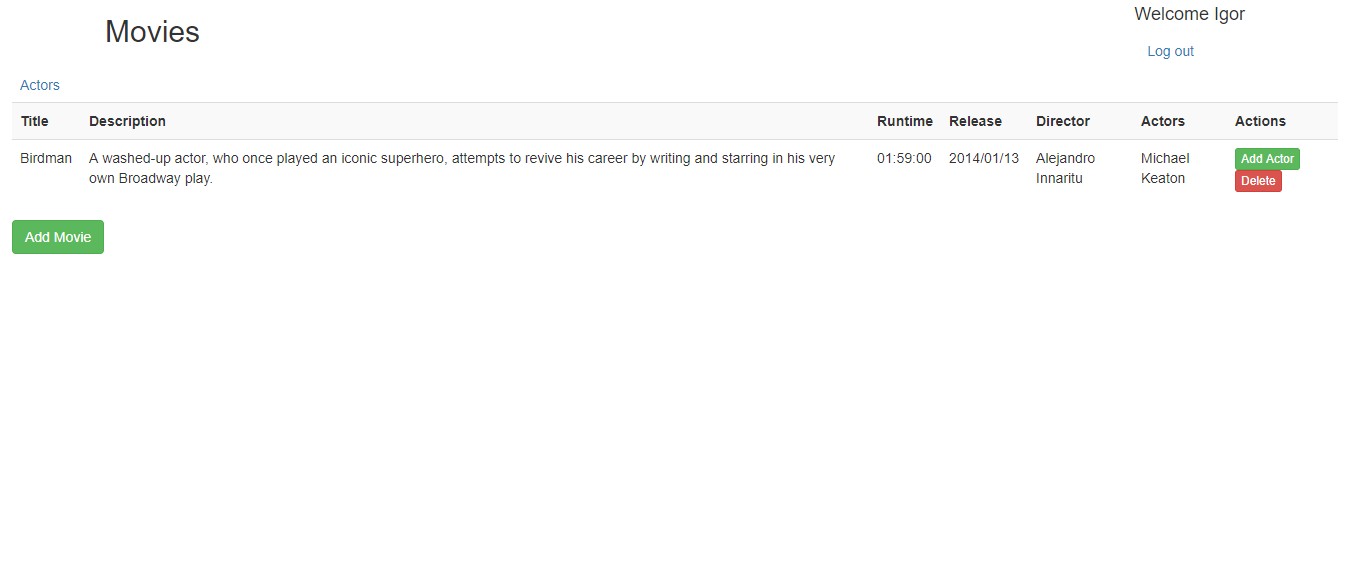 Movies
Welcome Igor
Log out
Actors
Title Description Runtime Release Director Actors Actions
Birdman A washed-up actor, who once played an iconic superhero, attempts to revive his career by writing and starring in his very 01:59:00 2014/01/13 Alejandro Michael Add Actor
own Broadway play. Innaritu Keaton Delete
Add Movie